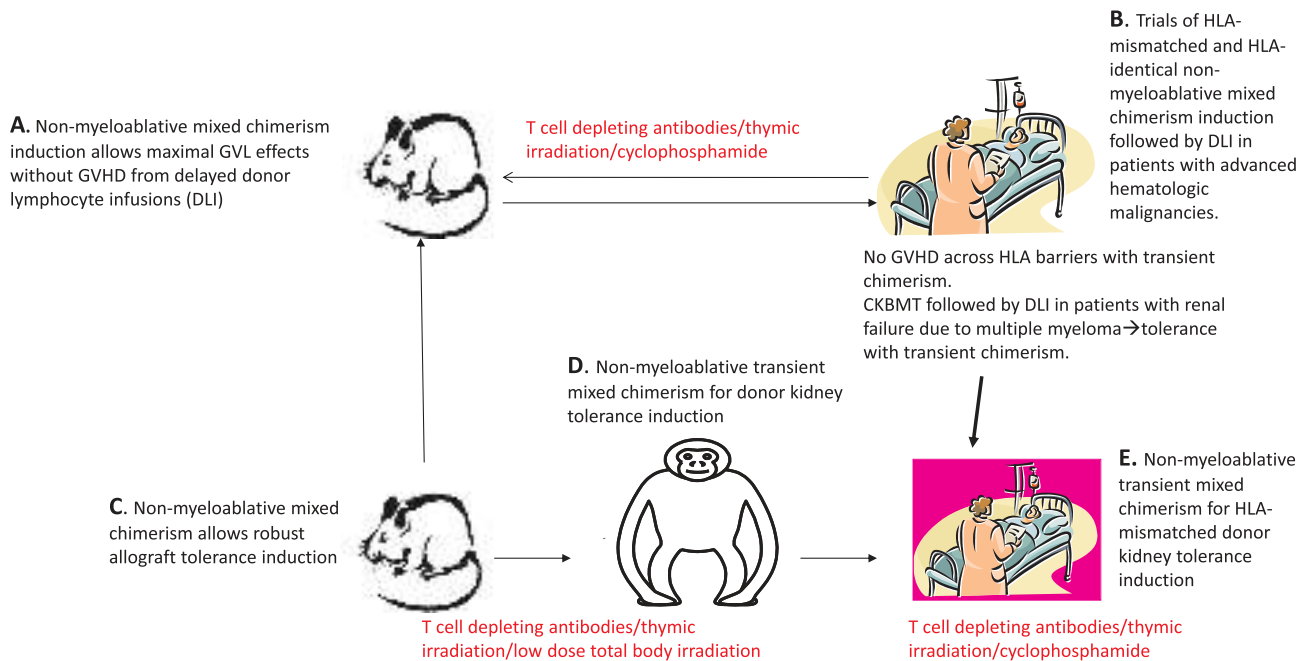 A. Non-myeloablative mixed chimerism
induction allows maximal GVL effects
without GVHD from delayed donor
lymphocyte infusions (DLI)
T cell depleting antibodies/thymic
irradiation/cyclophosphamide
B. Trials of HLA-
mismatched and HLA-
identical non-
myeloablative mixed
chimerism induction
followed by DLI in
patients with advanced
hematologic
malignancies.
No GVHD across HLA barriers with transient
chimerism.
CKBMT followed by DLI in patients with renal
failure due to multiple myeloma→tolerance
with transient chimerism.
D. Non-myeloablative transient
mixed chimerism for donor kidney
tolerance induction
C. Non-myeloablative mixed
chimerism allows robust
allograft tolerance induction
E. Non-myeloablative
transient mixed
chimerism for HLA-
mismatched donor
kidney tolerance
induction
T cell depleting antibodies/thymic
irradiation/low dose total body irradiation
T cell depleting antibodies/thymic
irradiation/cyclophosphamide